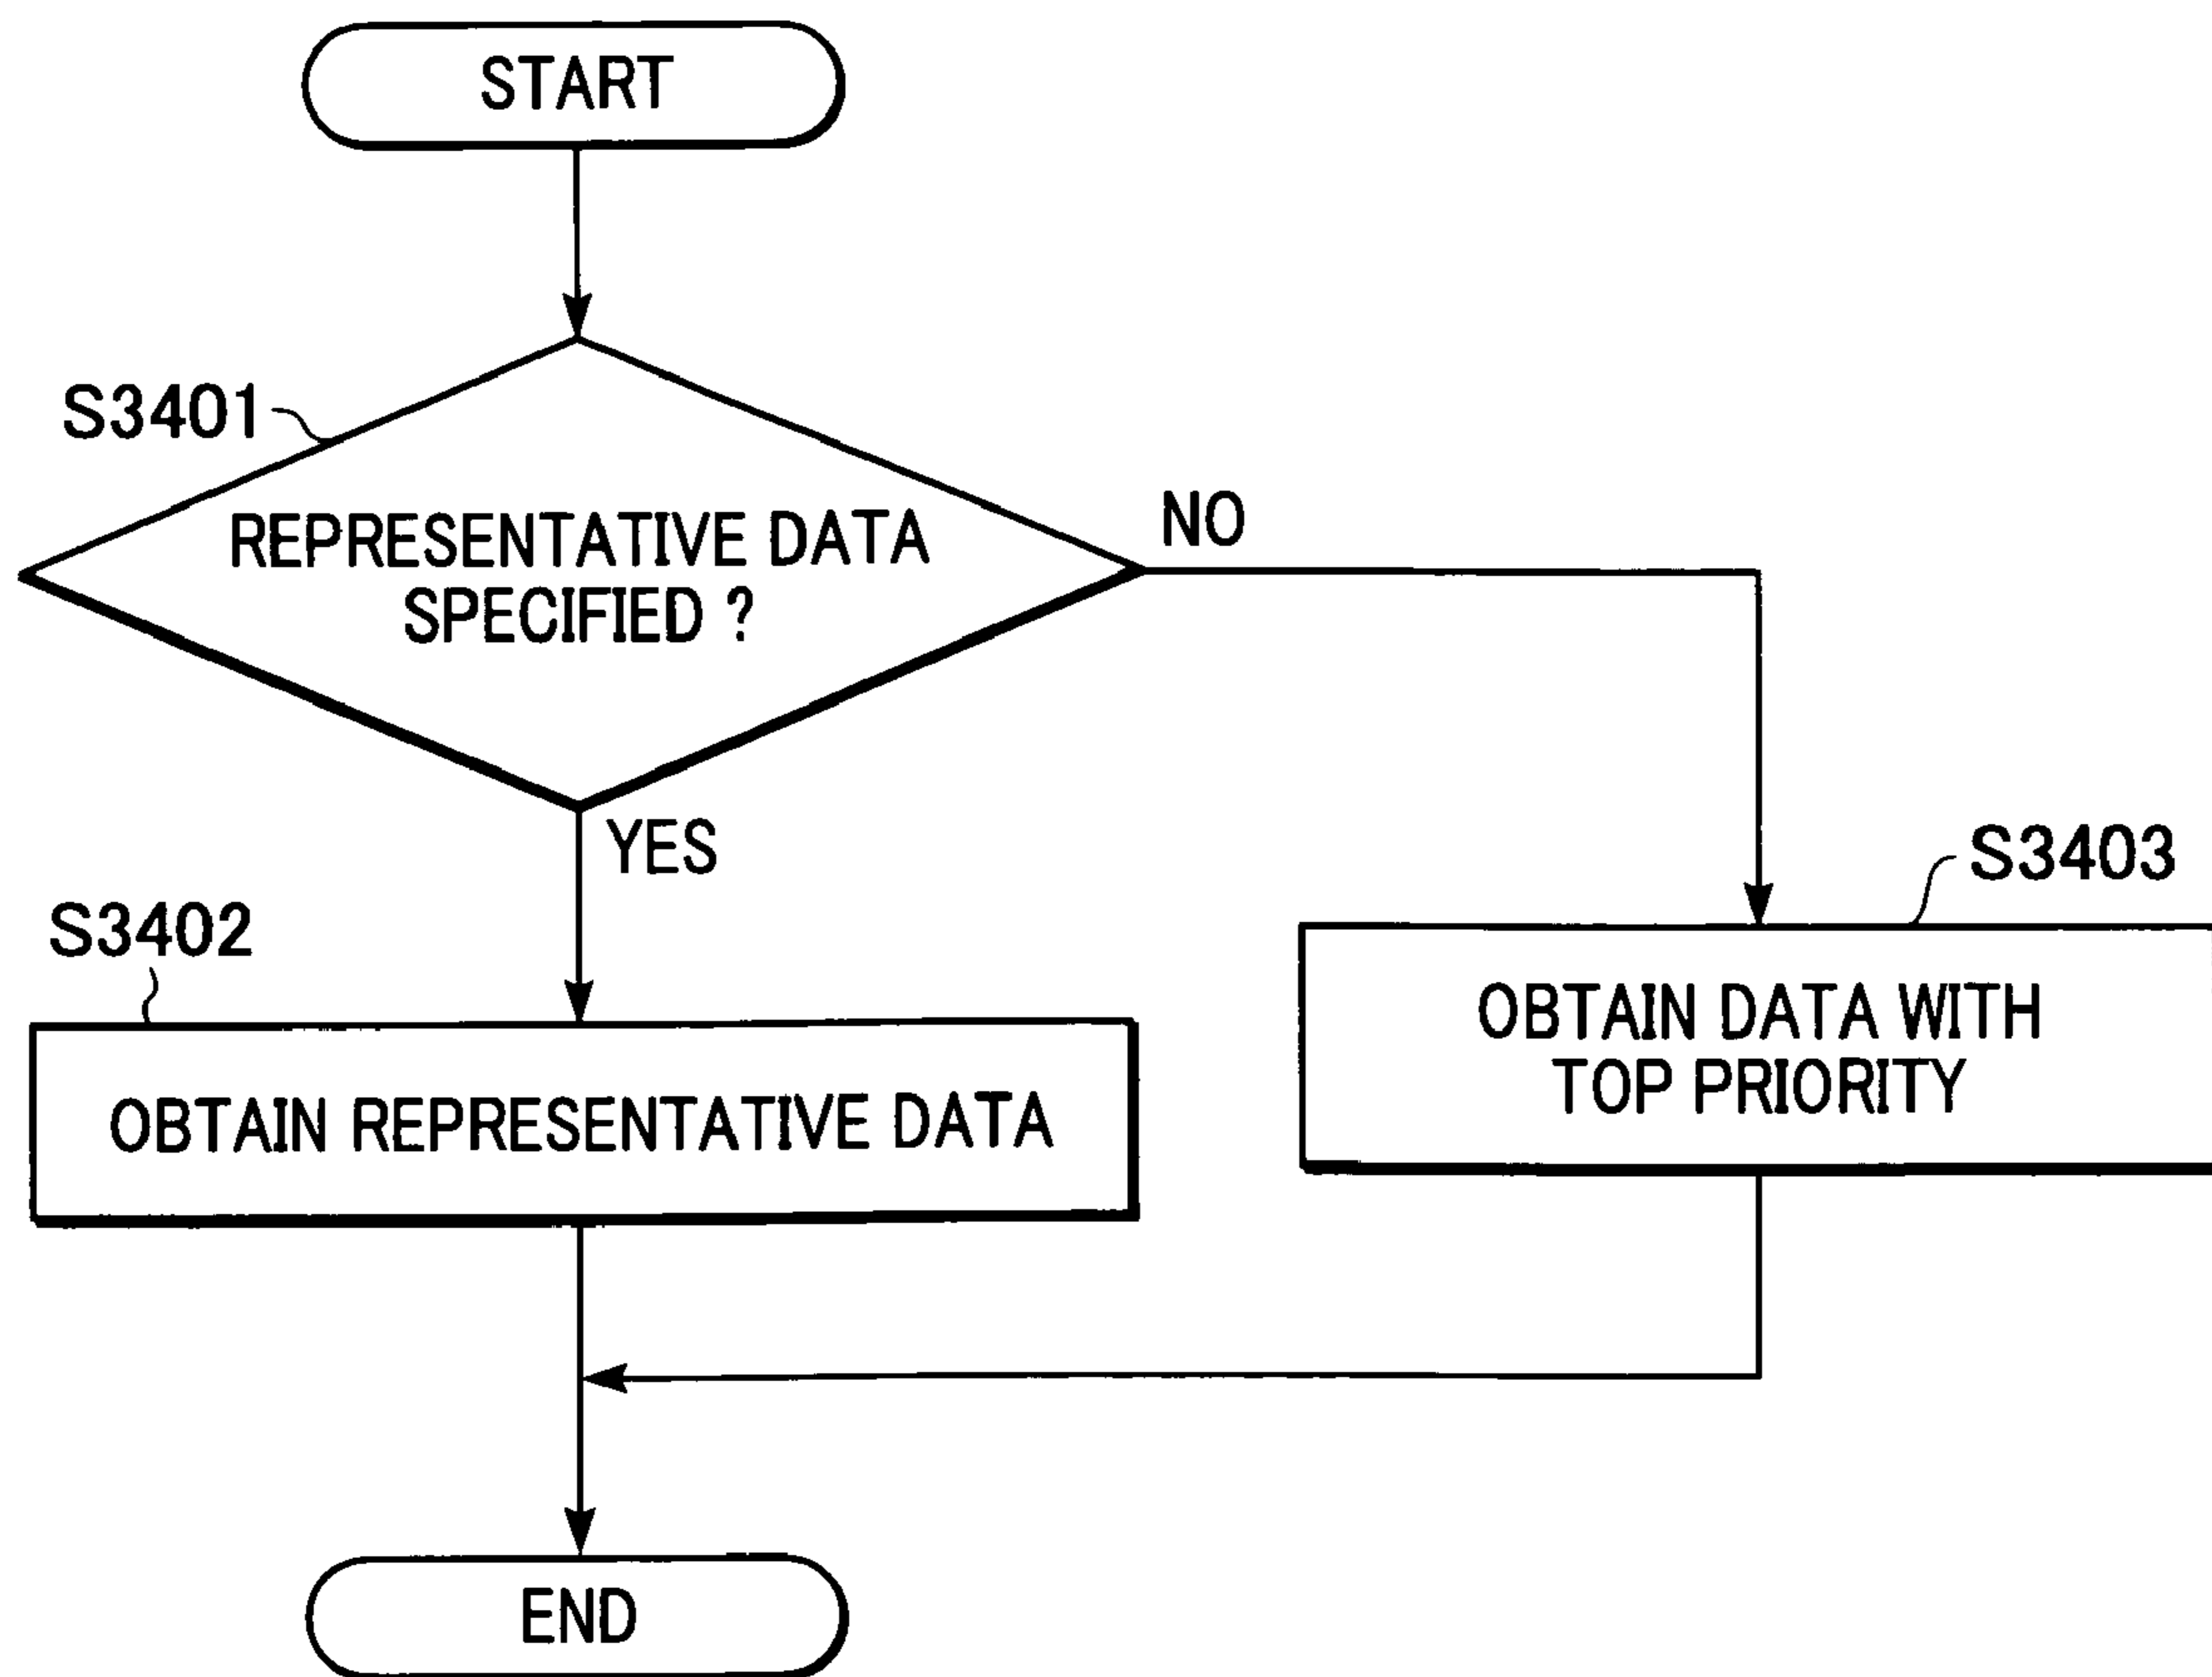 START
S3401
REPRESENTATIVE DATA
SPECIFIED ?
NO
YES
S3402
OBTAIN REPRESENTATIVE DATA
S3403
OBTAIN DATA WITH
TOP PRIORITY
END